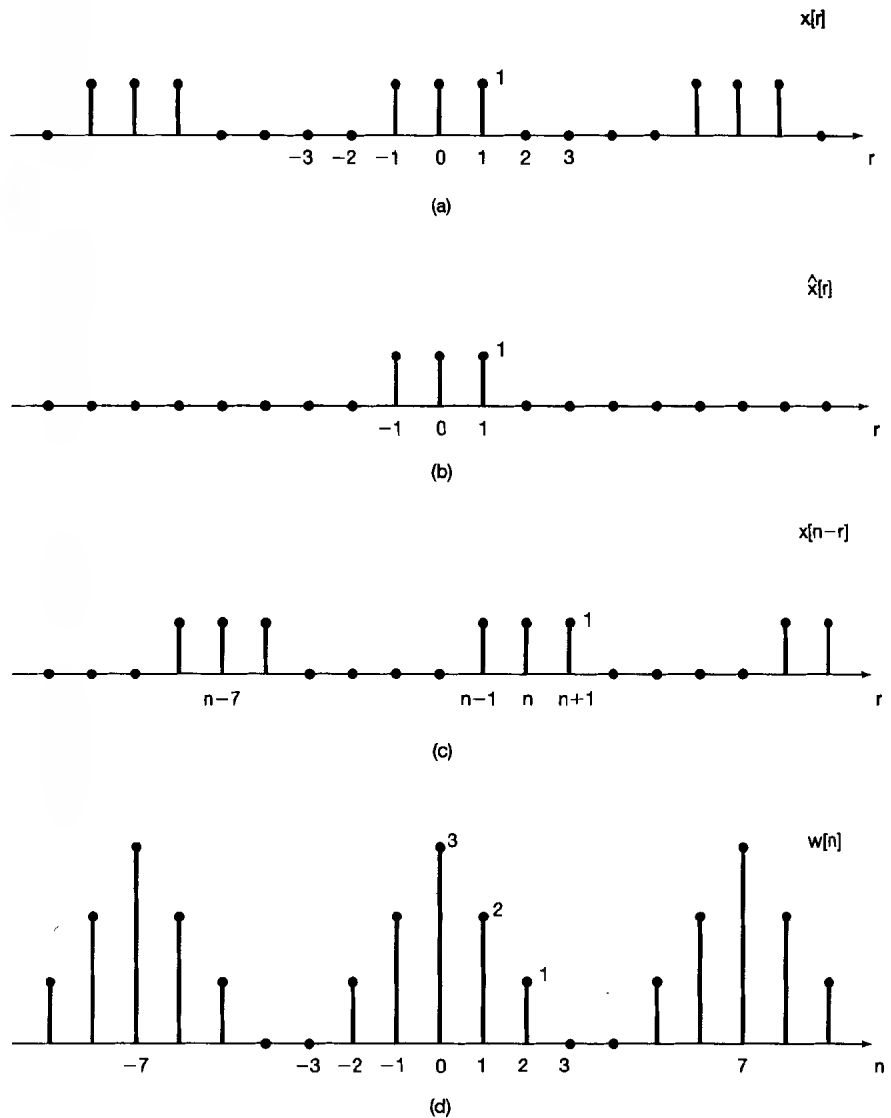 x[r]
1
−3 −2 −1 0 1 2 3 r
(a)
x̂[r]
1
−1 0 1 r
(b)
x[n−r]
1
n−7 n−1 n n+1 r
(c)
w[n]
3
2
1
−7 −3 −2 −1 0 1 2 3 7 n
(d)